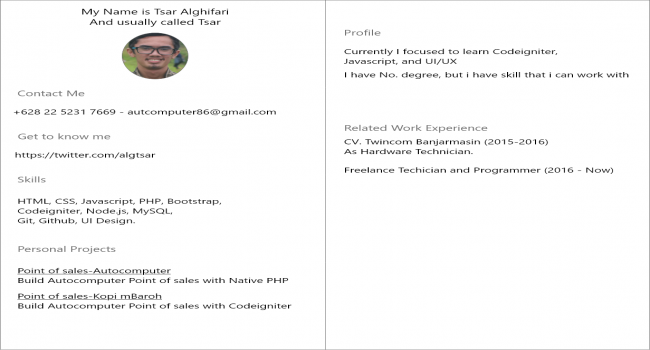 My Name is Tsar Alghifari
And usually called Tsar
Contact Me
+628 22 5231 7669 - autcomputer86@gmail.com
Get to know me
https://twitter.com/algtsar
Skills
HTML, CSS, Javascript, PHP, Bootstrap,
Codeigniter, Node.js, MySQL,
Git, Github, UI Design.
Personal Projects
Point of sales-Autocomputer
Build Autocomputer Point of sales with Native PHP
Point of sales-Kopi mBaroh
Build Autocomputer Point of sales with Codeigniter
Profile
Currently I focused to learn Codeigniter,
Javascript, and UI/UX
I have No. degree, but i have skill that i can work with
Related Work Experience
CV. Twincom Banjarmasin (2015-2016)
As Hardware Technician.
Freelance Techician and Programmer (2016 - Now)